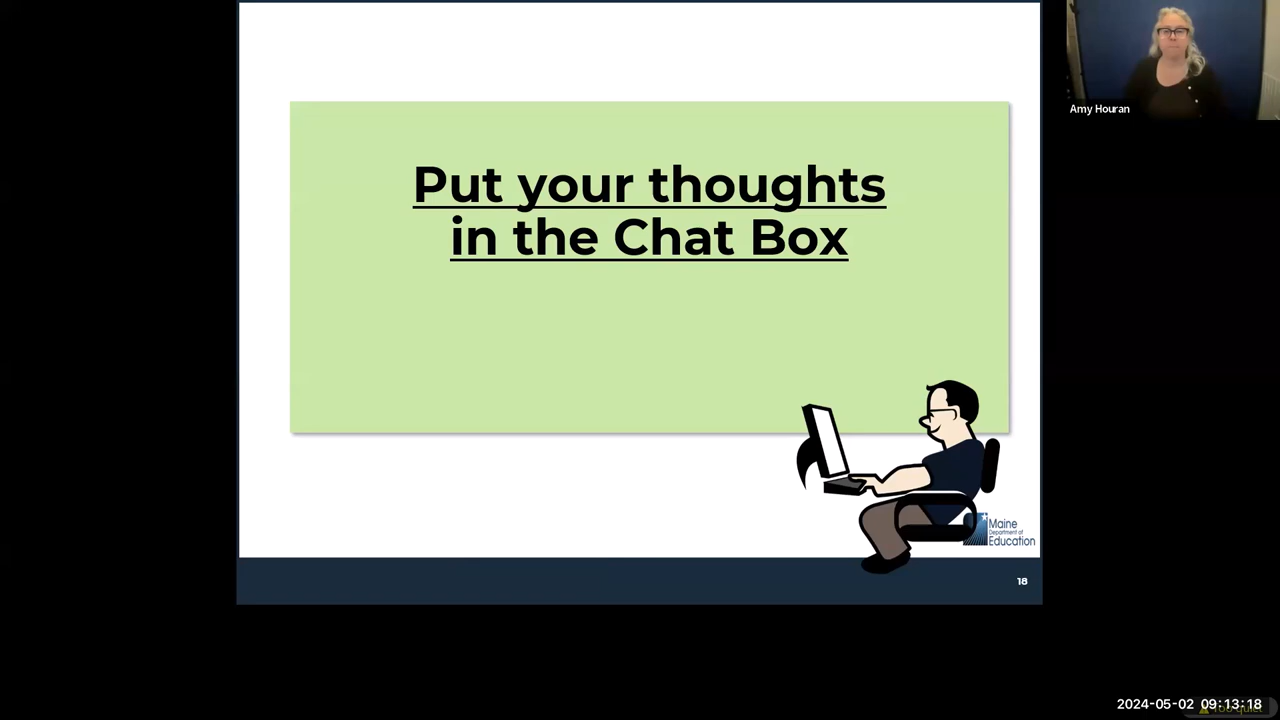 Amy Houran
Put your thoughts
in the Chat Box
Maine
Department of
Education
18
2024-05-02 09:13:18